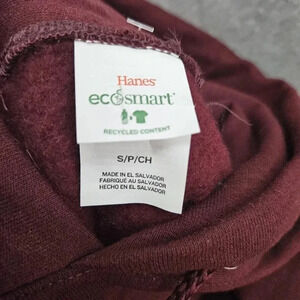 Hanes
ecosmart
RECYCLED CONTENT
S/P/CH
MADE IN EL SALVADOR
FABRIQUÉ AU SALVADOR
HECHO EN EL SALVADOR